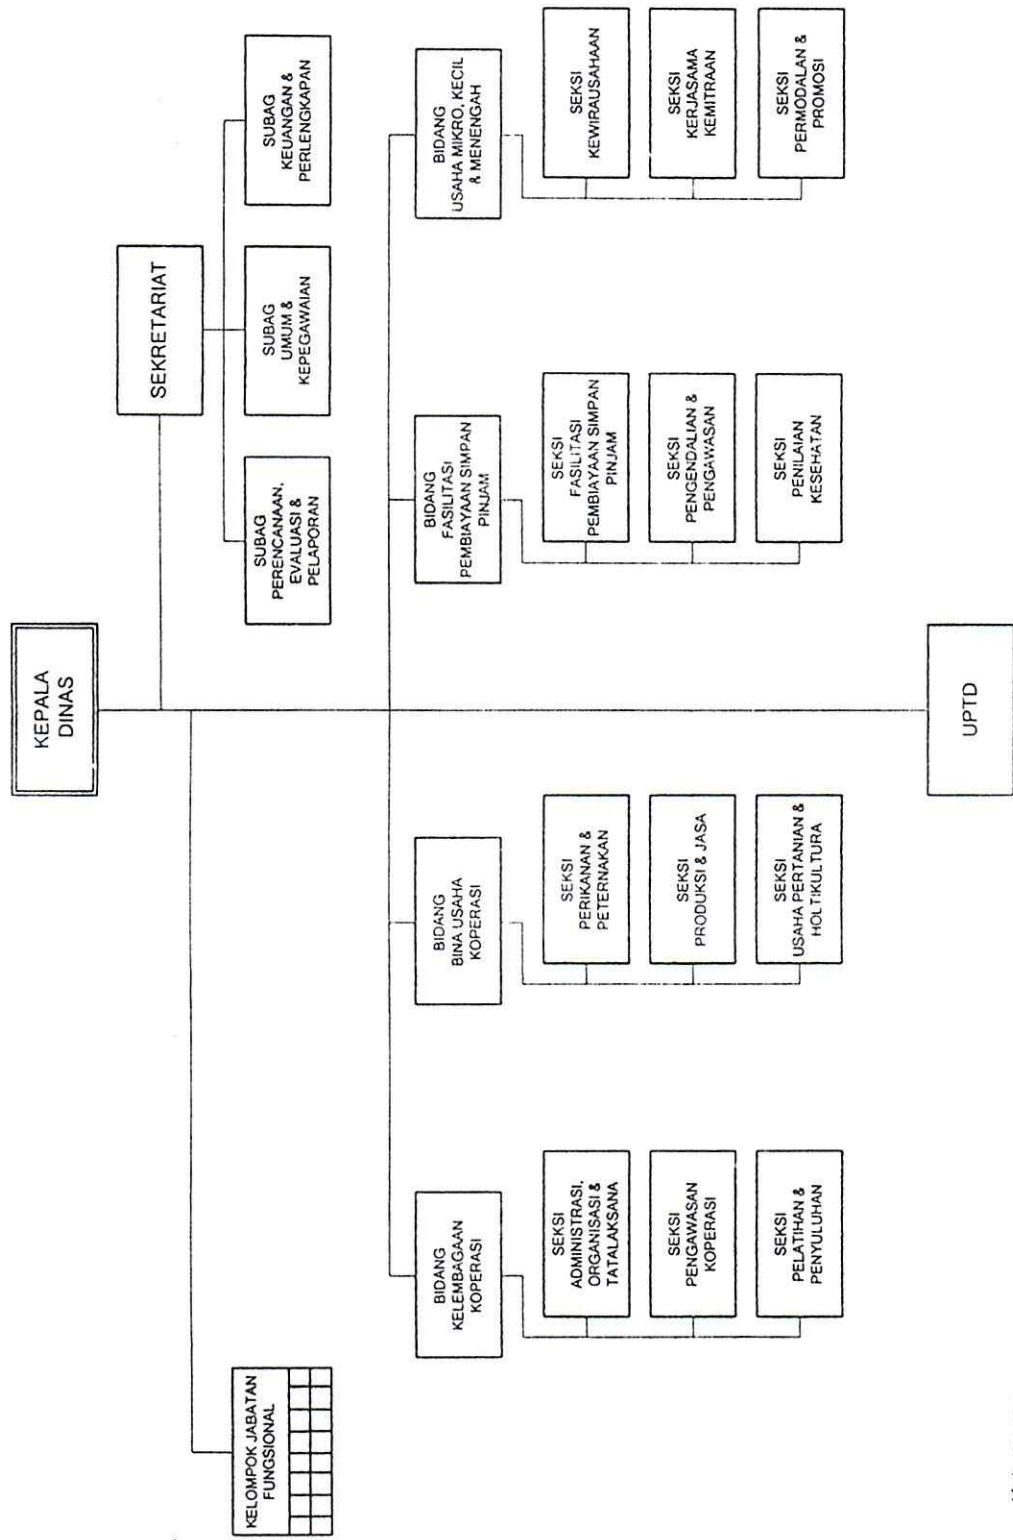 KEPALA
DINAS
SEKRETARIAT
SUBAG
PERENCANAAN,
EVALUASI &
PELAPORAN
SUBAG
UMUM &
KEPEGAWAIAN
SUBAG
KEUANGAN &
PERLENGKAPAN
KELOMPOK JABATAN
FUNGSIONAL
BIDANG
KELEMBAGAAN
KOPERASI
BIDANG
BINA USAHA
KOPERASI
BIDANG
FASILITASI
PEMBIAYAAN SIMPAN
PINJAM
BIDANG
USAHA MIKRO, KECIL
& MENENGAH
SEKSI
ADMINISTRASI,
ORGANISASI &
TATALAKSANA
SEKSI
PENGAWASAN
KOPERASI
SEKSI
PELATIHAN &
PENYULUHAN
SEKSI
PERIKANAN &
PETERNAKAN
SEKSI
PRODUKSI & JASA
SEKSI
USAHA PERTANIAN &
HOLTIKULTURA
SEKSI
FASILITASI
PEMBIAYAAN SIMPAN
PINJAM
SEKSI
PENGENDALIAN &
PENGAWASAN
SEKSI
PENILAIAN
KESEHATAN
SEKSI
KEWIRAUSAHAAN
SEKSI
KERJASAMA
KEMITRAAN
SEKSI
PERMODALAN &
PROMOSI
UPTD